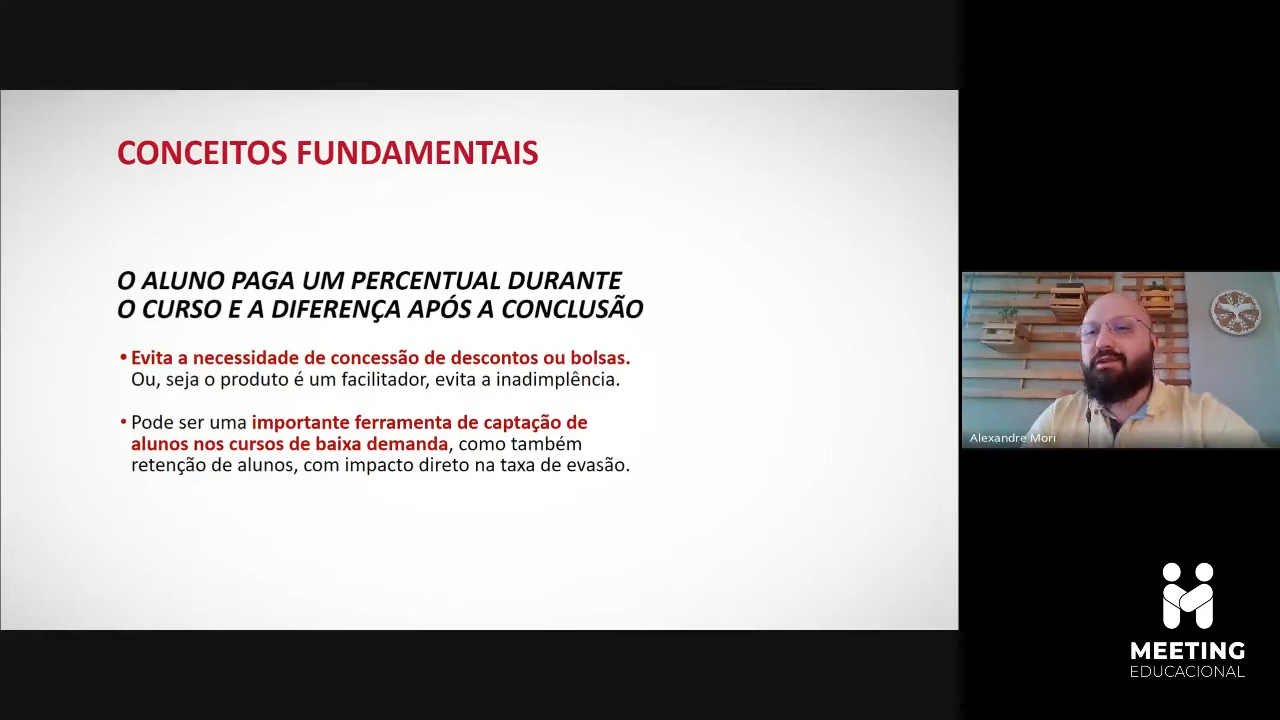 CONCEITOS FUNDAMENTAIS
O ALUNO PAGA UM PERCENTUAL DURANTE
O CURSO E A DIFERENÇA APÓS A CONCLUSÃO
• Evita a necessidade de concessão de descontos ou bolsas.
Ou, seja o produto é um facilitador, evita a inadimplência.
• Pode ser uma importante ferramenta de captação de
alunos nos cursos de baixa demanda, como também
retenção de alunos, com impacto direto na taxa de evasão.
Alexandre Mori
MEETING
EDUCACIONAL